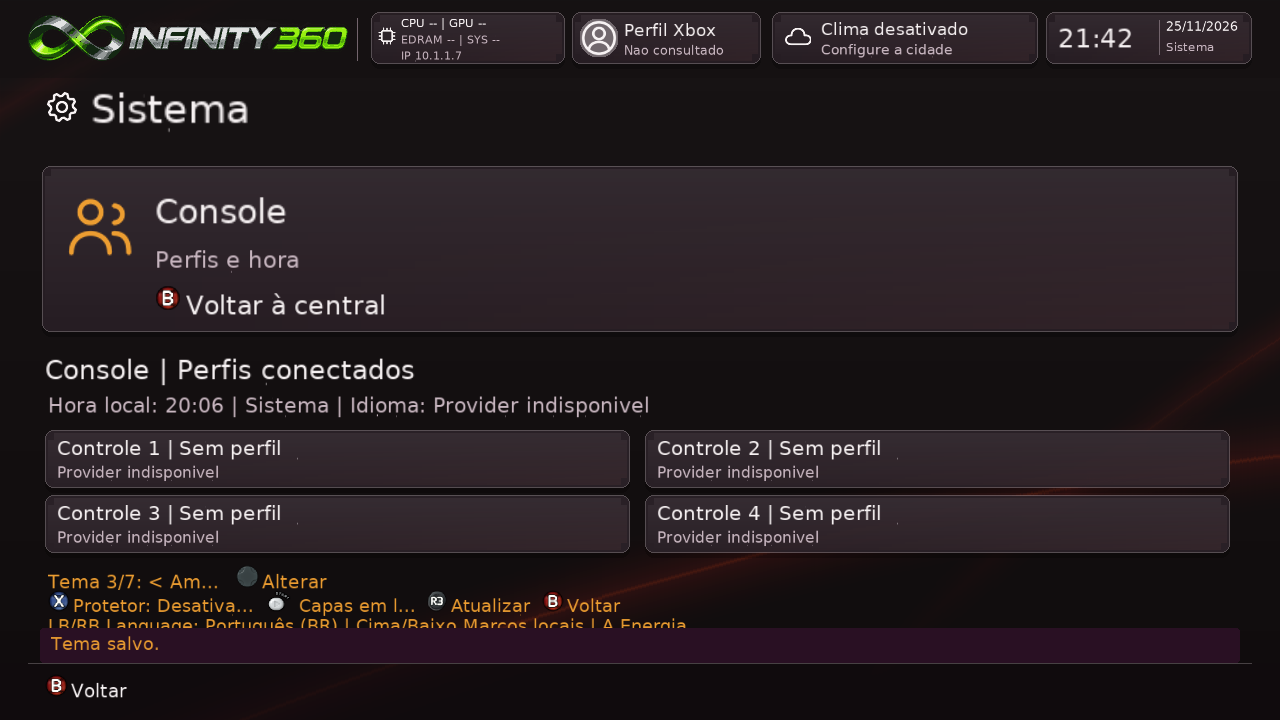 INFINITY 360
CPU -- | GPU --
EDRAM -- | SYS --
IP 10.1.1.7
Perfil Xbox
Nao consultado
Clima desativado
Configure a cidade
21:42
25/11/2026
Sistema
Sistema
Console
Perfis e hora
B Voltar à central
Console | Perfis conectados
Hora local: 20:06 | Sistema | Idioma: Provider indisponivel
Controle 1 | Sem perfil
Provider indisponivel
Controle 2 | Sem perfil
Provider indisponivel
Controle 3 | Sem perfil
Provider indisponivel
Controle 4 | Sem perfil
Provider indisponivel
Tema 3/7: < Am... Alterar
X Protetor: Desativa... START Capas em l... R3 Atualizar B Voltar
LB/RB Language: Português (BR) | Cima/Baixo Marcos locais | A Energia
Tema salvo.
B Voltar